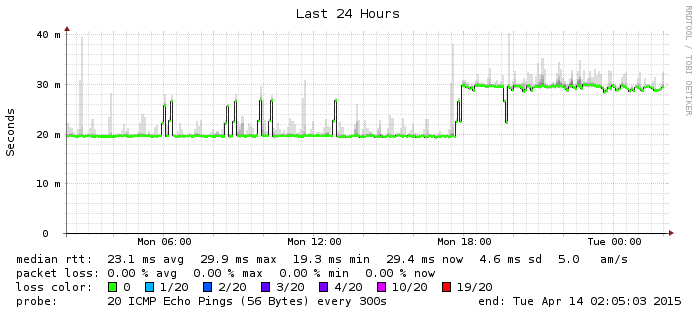 Last 24 Hours
RRDTOOL / TOBI OETIKER
Seconds
40 m
30 m
20 m
10 m
0
Mon 06:00 Mon 12:00 Mon 18:00 Tue 00:00
median rtt: 23.1 ms avg 29.9 ms max 19.3 ms min 29.4 ms now 4.6 ms sd 5.0 am/s
packet loss: 0.00 % avg 0.00 % max 0.00 % min 0.00 % now
loss color: 0 1/20 2/20 3/20 4/20 10/20 19/20
probe: 20 ICMP Echo Pings (56 Bytes) every 300s end: Tue Apr 14 02:05:03 2015